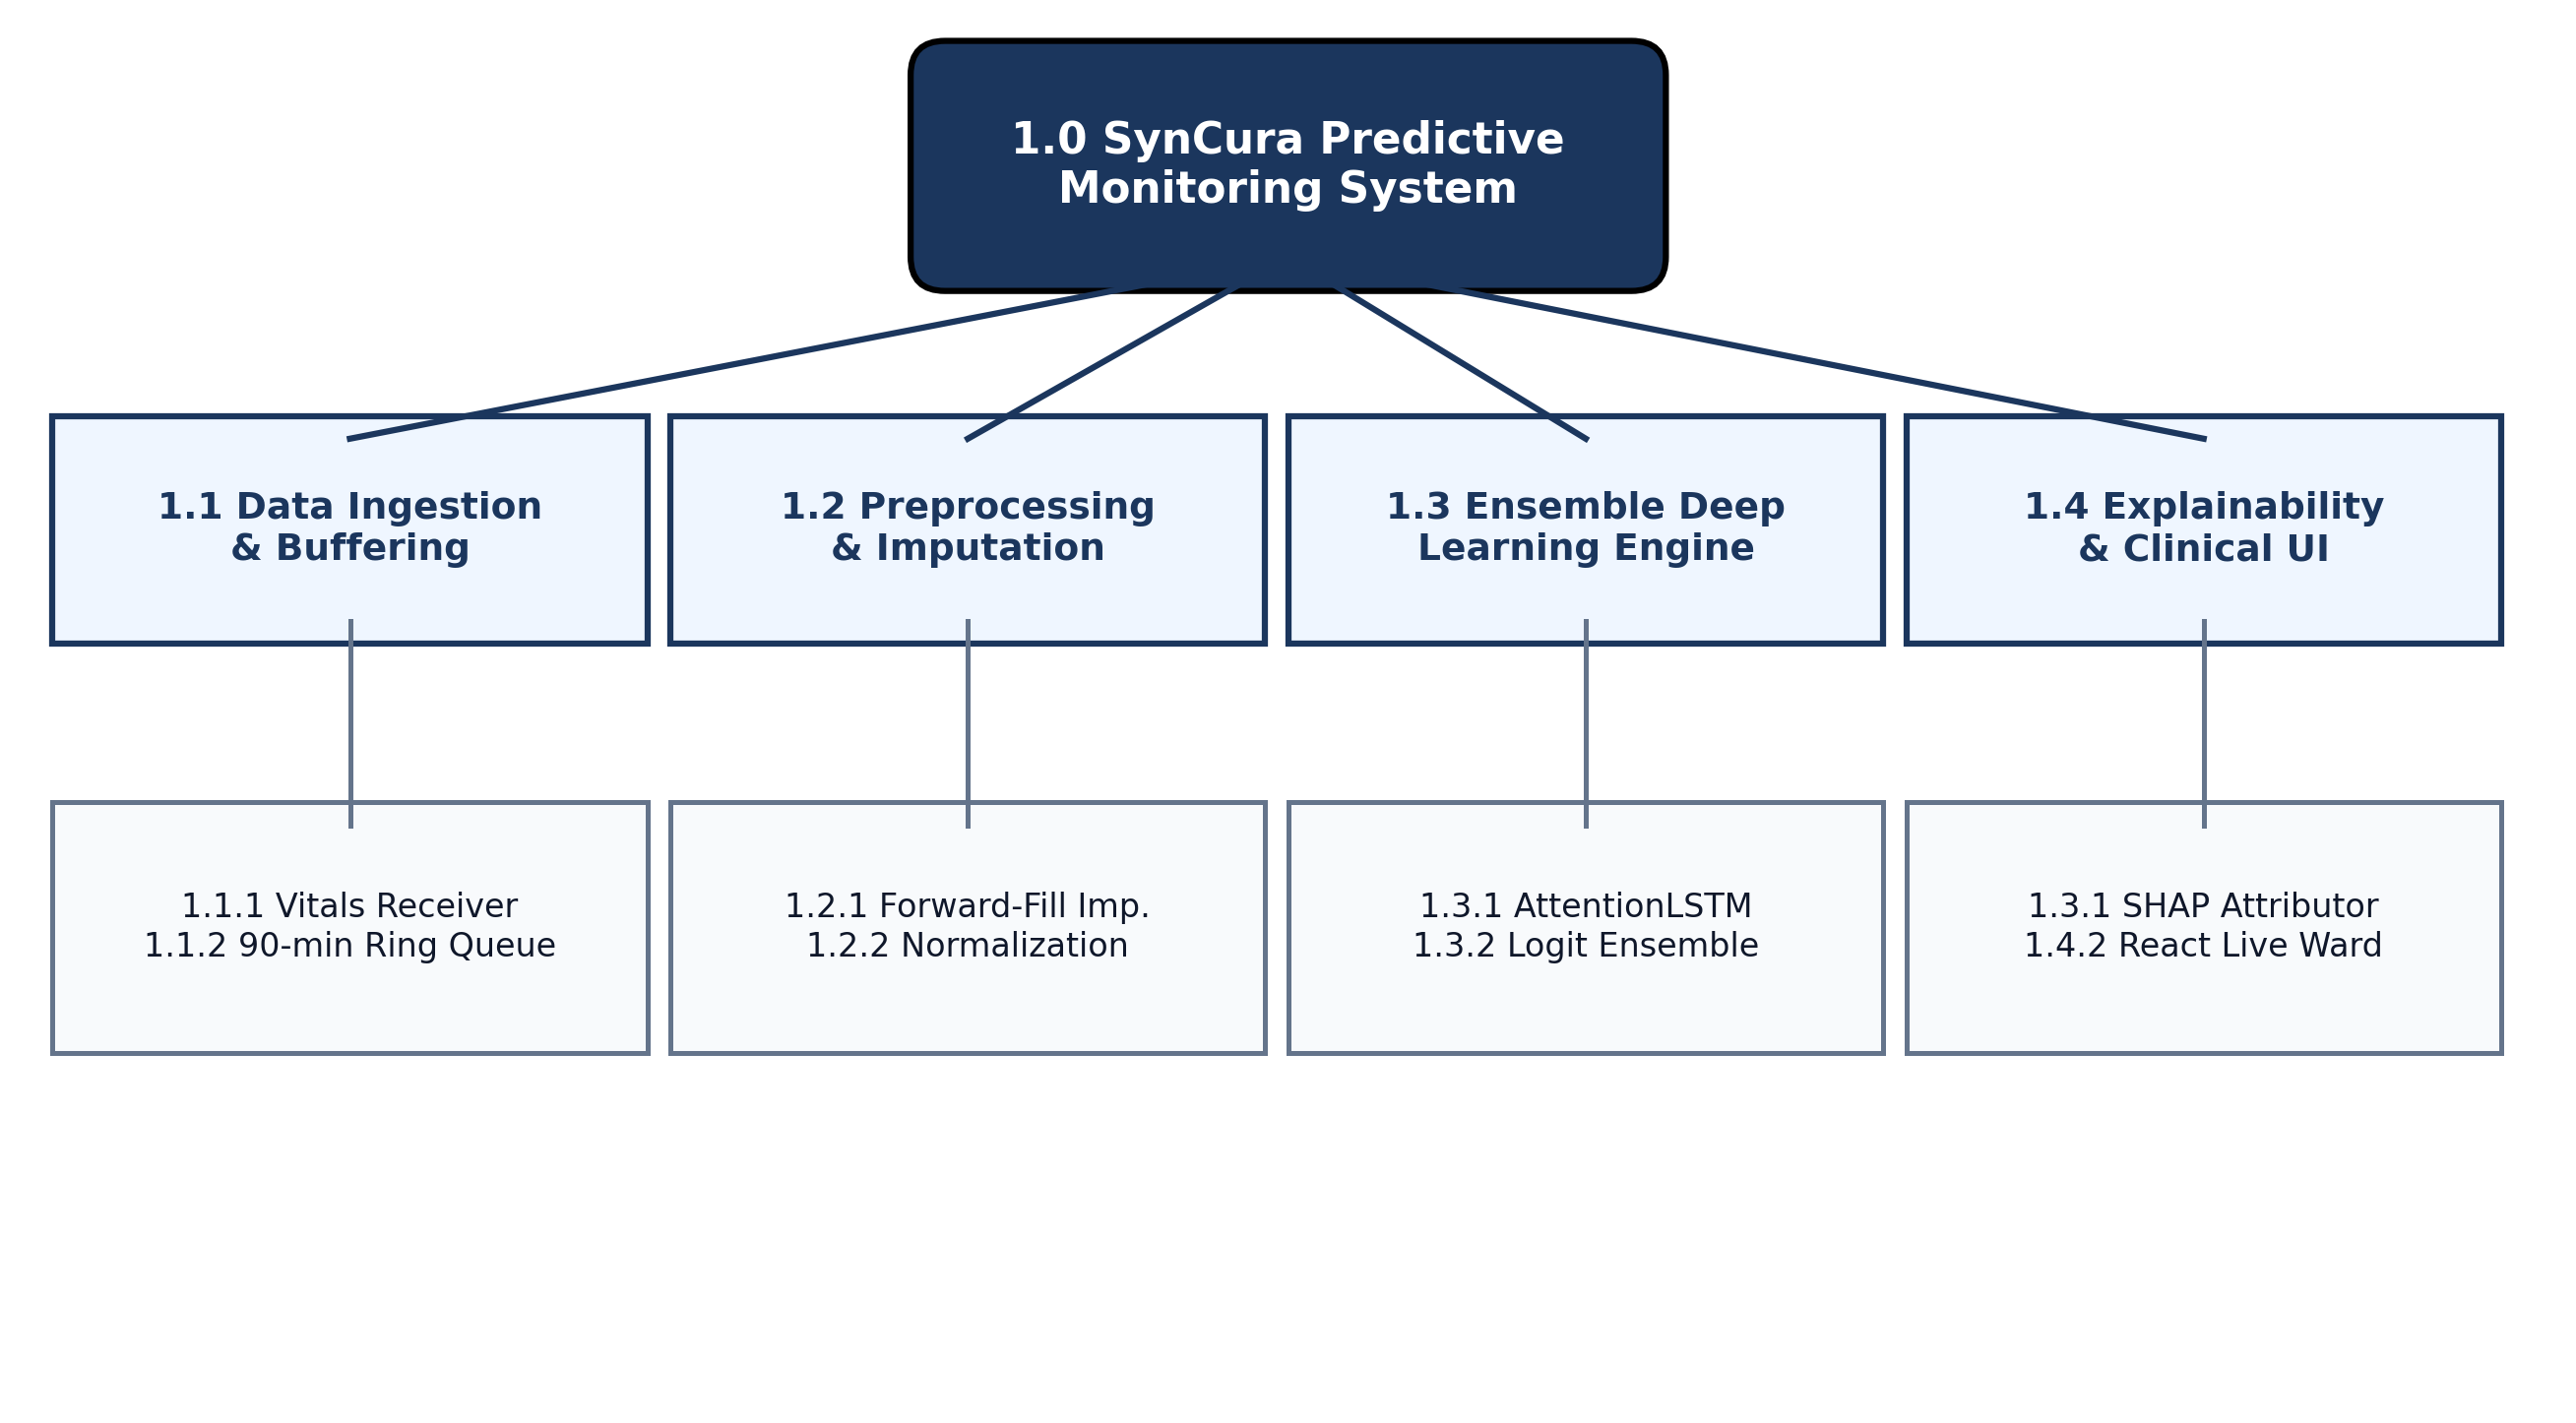 1.0 SynCura Predictive
Monitoring System
1.1 Data Ingestion
& Buffering
1.2 Preprocessing
& Imputation
1.3 Ensemble Deep
Learning Engine
1.4 Explainability
& Clinical UI
1.1.1 Vitals Receiver
1.1.2 90-min Ring Queue
1.2.1 Forward-Fill Imp.
1.2.2 Normalization
1.3.1 AttentionLSTM
1.3.2 Logit Ensemble
1.3.1 SHAP Attributor
1.4.2 React Live Ward